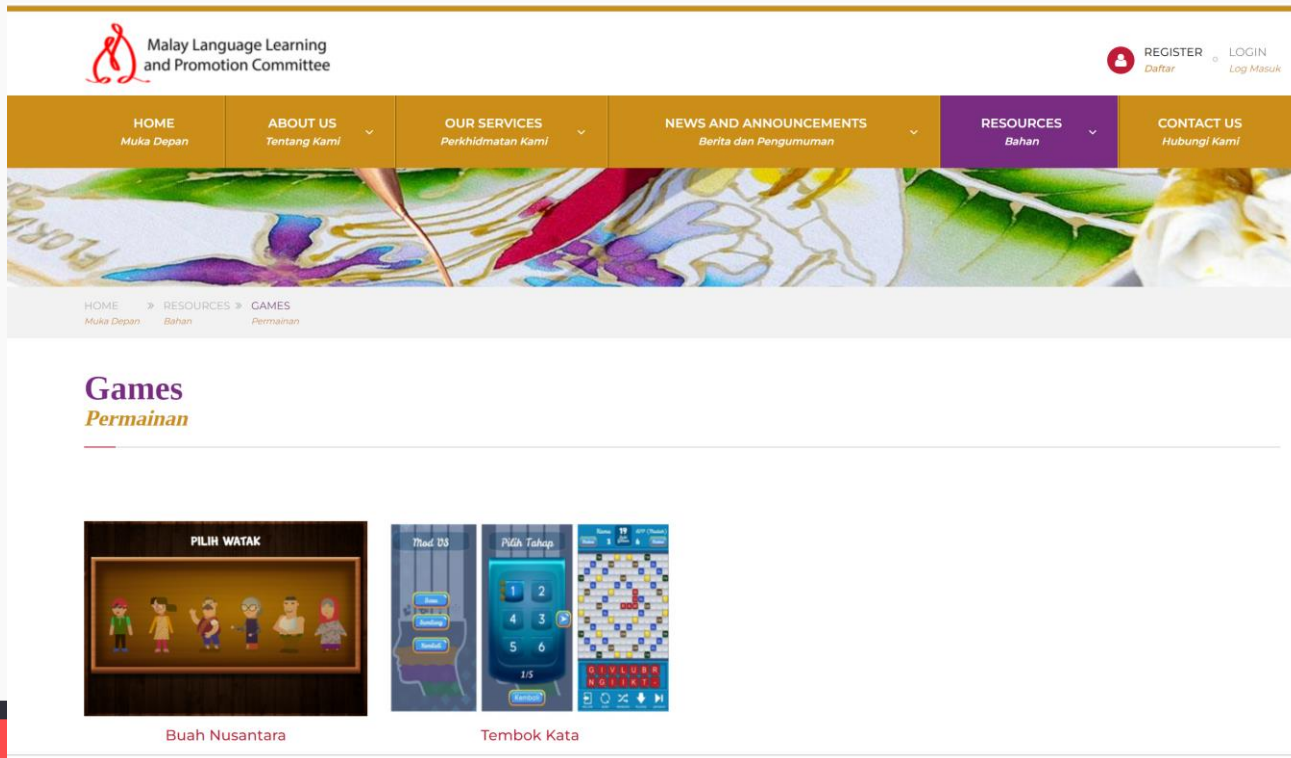 Malay Language Learning
and Promotion Committee
REGISTER
Daftar
LOGIN
Log Masuk
HOME
Muka Depan
ABOUT US
Tentang Kami
OUR SERVICES
Perkhidmatan Kami
NEWS AND ANNOUNCEMENTS
Berita dan Pengumuman
RESOURCES
Bahan
CONTACT US
Hubungi Kami
HOME » RESOURCES » GAMES
Muka Depan Bahan Permainan
Games
Permainan
PILIH WATAK
Mod VS
Kembali
Pilih Tahap
1 2
4 3
5 6
1/5
Kembali
G I V L U B R
N G I I K T -
Buah Nusantara
Tembok Kata